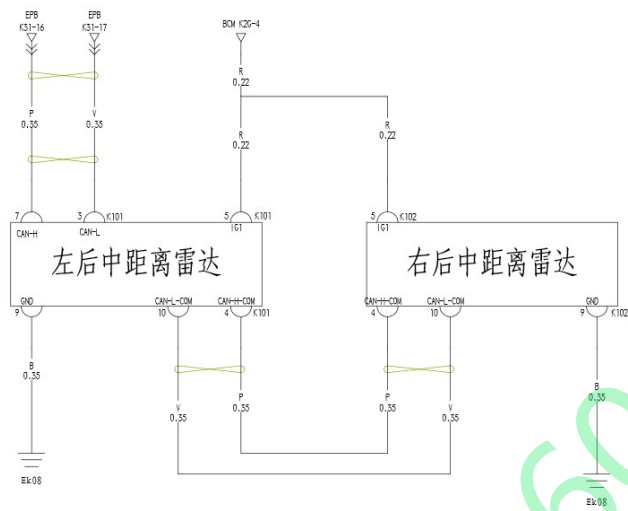 EPB
K31-16
EPB
K31-17
BCM K2G-4
R
0.22
P
0.35
V
0.35
R
0.22
R
0.22
7
3
K101
5
K101
5
K102
CAN-H
CAN-L
IG1
IG1
左后中距离雷达
右后中距离雷达
GND
CAN-L-COM
CAN-H-COM
CAN-H-COM
CAN-L-COM
GND
9
10
4
K101
4
10
9
K102
B
0.35
V
0.35
P
0.35
P
0.35
V
0.35
B
0.35
Ek08
Ek08